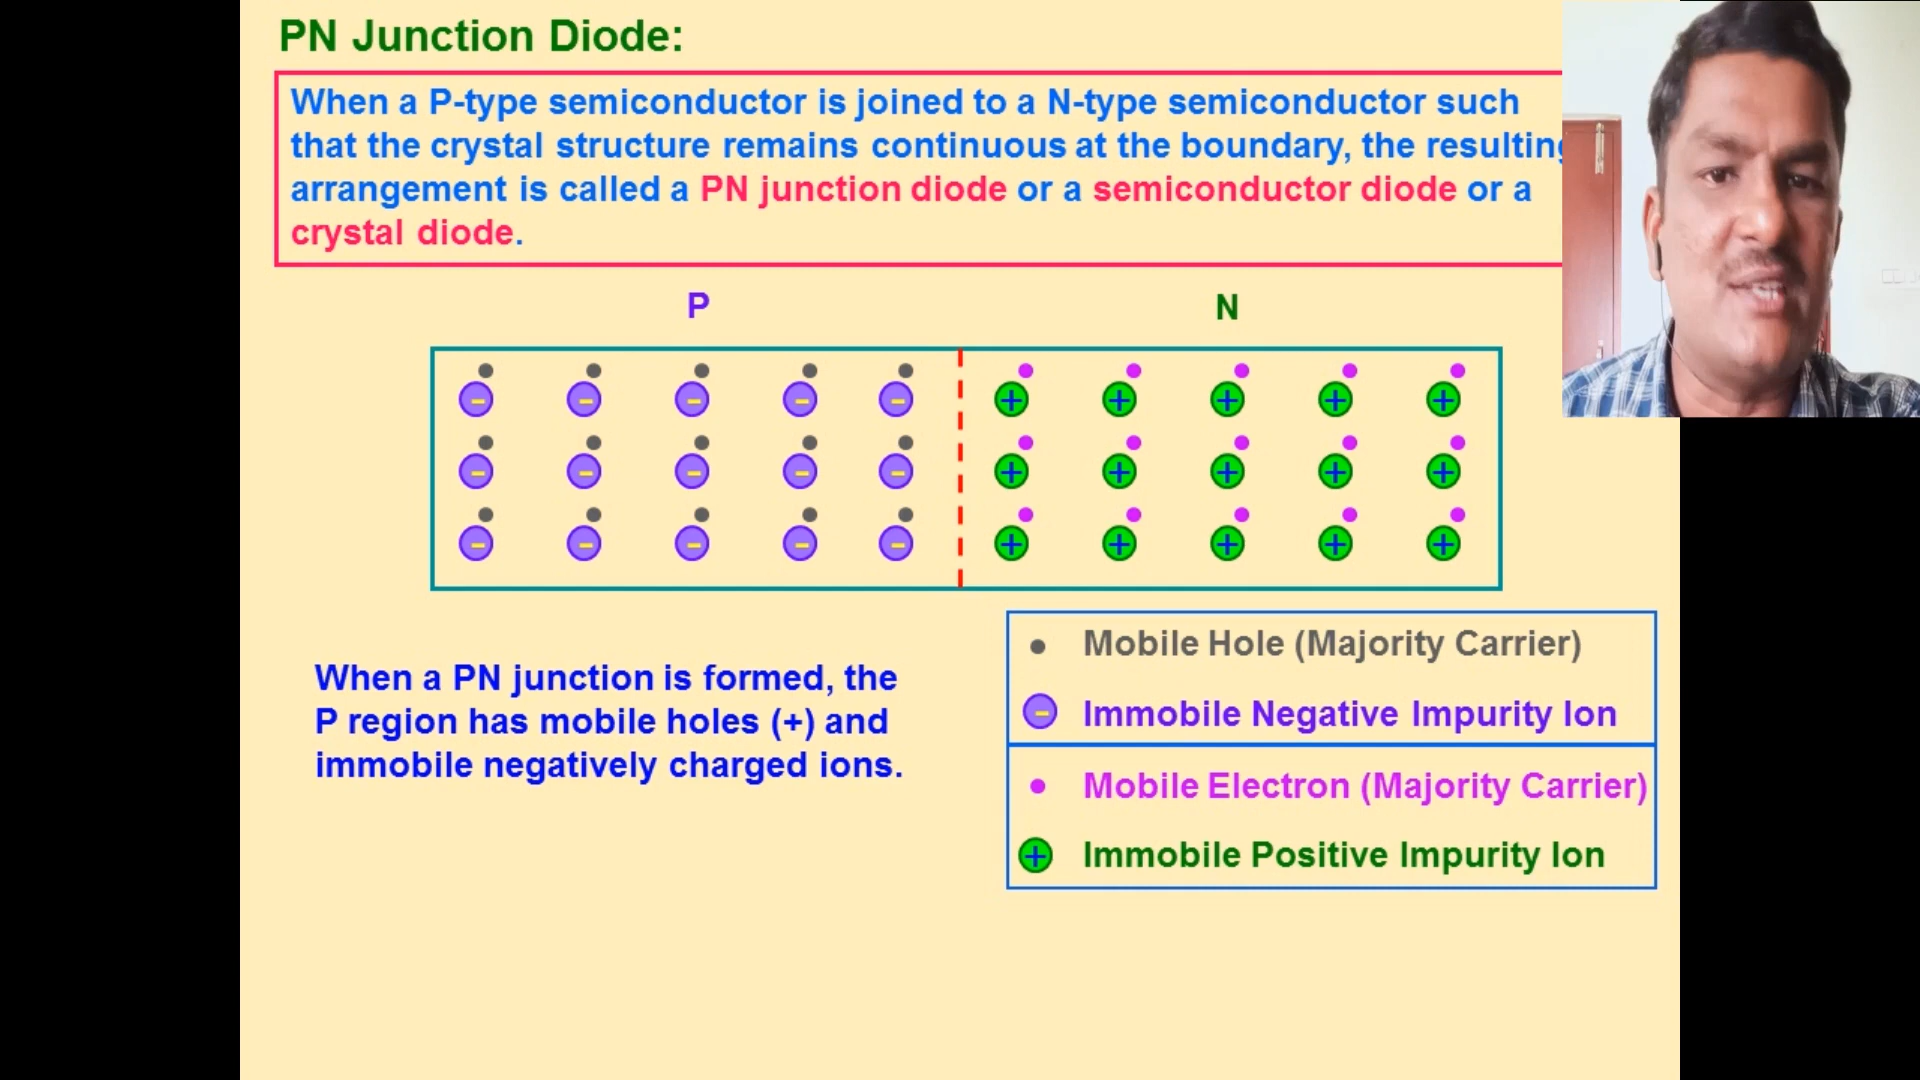 PN Junction Diode:
When a P-type semiconductor is joined to a N-type semiconductor such
that the crystal structure remains continuous at the boundary, the resulting
arrangement is called a PN junction diode or a semiconductor diode or a
crystal diode.
P N
When a PN junction is formed, the
P region has mobile holes (+) and
immobile negatively charged ions.
Mobile Hole (Majority Carrier)
Immobile Negative Impurity Ion
Mobile Electron (Majority Carrier)
Immobile Positive Impurity Ion